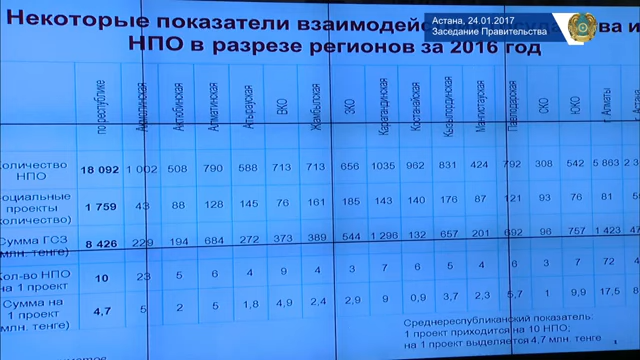 Астана, 24.01.2017
Заседание Правительства
Некоторые показатели
НПО в разрезе регионов за 2016 год
по республике Акмолинская Актюбинская Алматинская Атырауская ВКО Жамбылская ЗКО Карагандинская Костанайская Кызылординская Мангистауская Павлодарская СКО ЮКО г. Алматы
НПО 18 092 1 002 508 790 588 713 713 656 1035 962 831 424 792 308 542 5 863
проекты 1 759 43 88 128 145 76 161 185 143 140 176 87 121 93 76 81
Сумма ГСЗ 8 426 229 194 684 272 373 389 544 1 296 132 657 201 692 96 757 1 423
млн. тенге)
Кол-во НПО
на 1 проект 10 23 5 6 4 9 4 3 7 6 5 4 6 3 7 72
Сумма на
1 проект 4,7 5 2 5 1,8 4,9 2,4 2,9 9 0,9 3,7 2,3 5,7 1 9,9 17,5
млн. тенге)
Среднереспубликанский показатель:
1 проект приходится на 10 НПО;
на 1 проект выделяется 4,7 млн. тенге